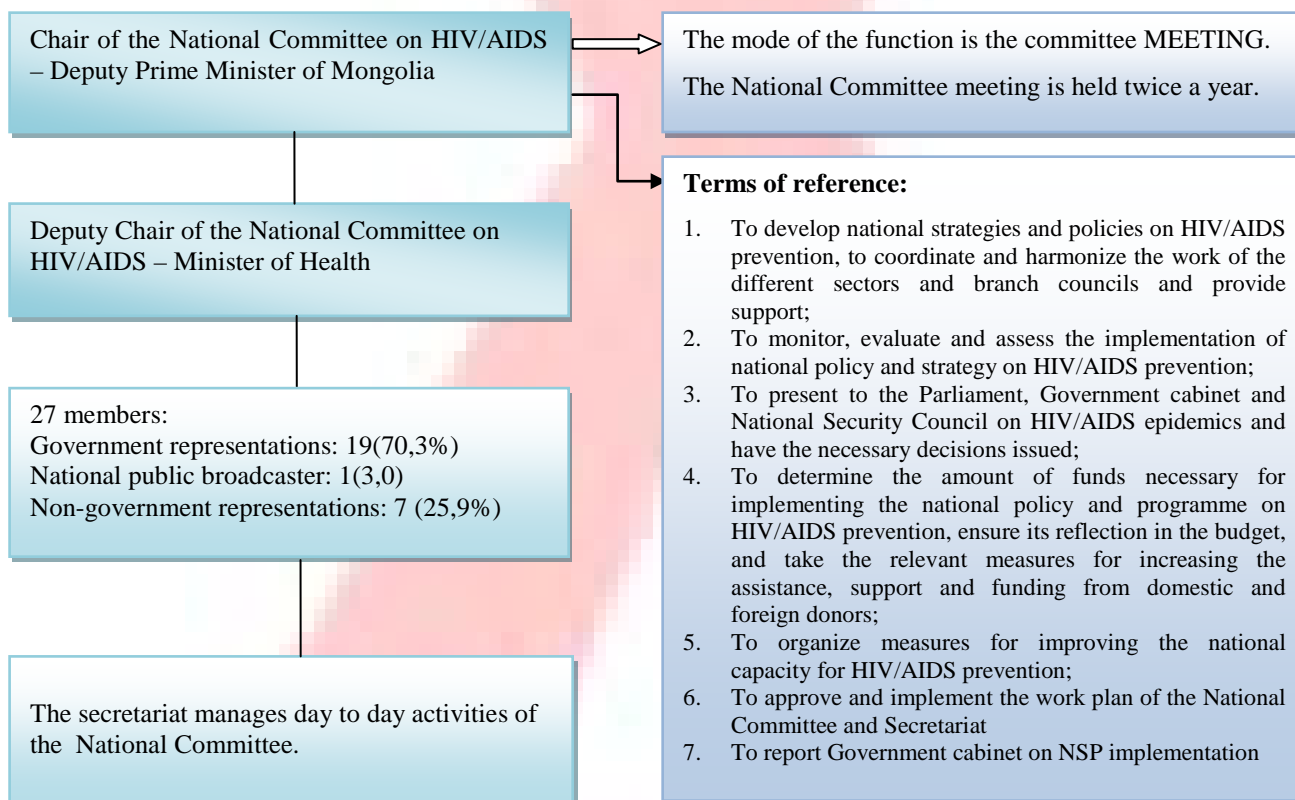 Chair of the National Committee on HIV/AIDS
– Deputy Prime Minister of Mongolia
The mode of the function is the committee MEETING.
The National Committee meeting is held twice a year.
Deputy Chair of the National Committee on
HIV/AIDS – Minister of Health
27 members:
Government representations: 19(70,3%)
National public broadcaster: 1(3,0)
Non-government representations: 7 (25,9%)
The secretariat manages day to day activities of
the National Committee.
Terms of reference:
1. To develop national strategies and policies on HIV/AIDS
prevention, to coordinate and harmonize the work of the
different sectors and branch councils and provide
support;
2. To monitor, evaluate and assess the implementation of
national policy and strategy on HIV/AIDS prevention;
3. To present to the Parliament, Government cabinet and
National Security Council on HIV/AIDS epidemics and
have the necessary decisions issued;
4. To determine the amount of funds necessary for
implementing the national policy and programme on
HIV/AIDS prevention, ensure its reflection in the budget,
and take the relevant measures for increasing the
assistance, support and funding from domestic and
foreign donors;
5. To organize measures for improving the national
capacity for HIV/AIDS prevention;
6. To approve and implement the work plan of the National
Committee and Secretariat
7. To report Government cabinet on NSP implementation